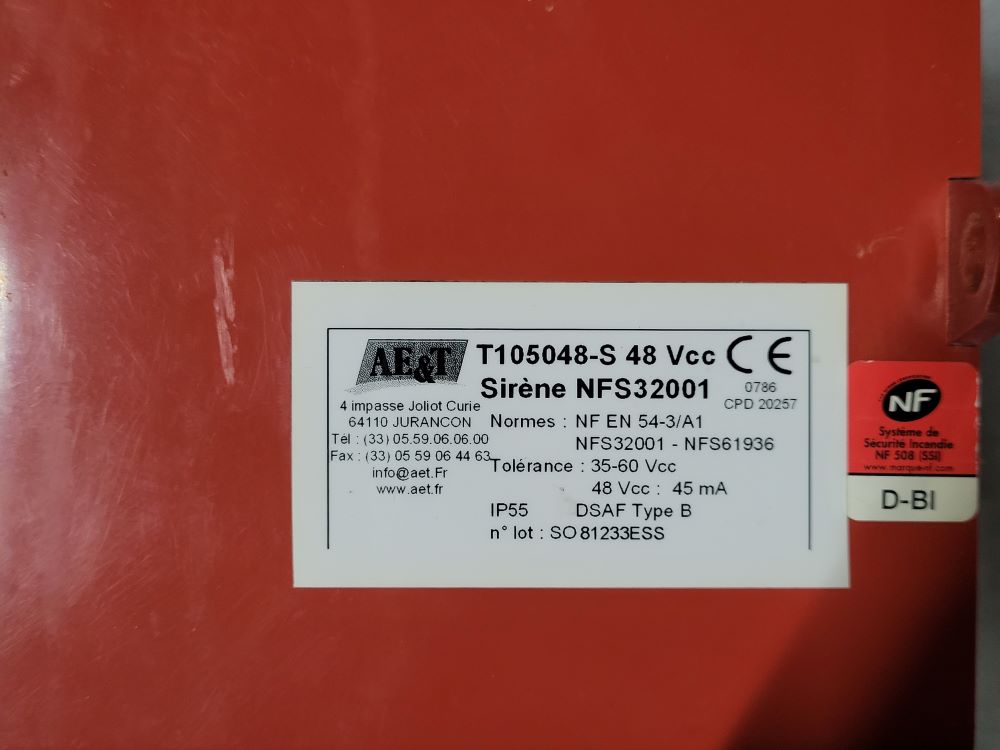 AE&T
T105048-S 48 Vcc
Sirène NFS32001
CE
0786
CPD 20257
4 impasse Joliot Curie
64110 JURANCON
Tél : (33) 05.59.06.06.00
Fax : (33) 05 59 06 44 63
info@aet.Fr
www.aet.fr
Normes : NF EN 54-3/A1
NFS32001 - NFS61936
Tolérance : 35-60 Vcc
48 Vcc : 45 mA
IP55 DSAF Type B
n° lot : SO 81233ESS
NF
Système de
Sécurité Incendie
NF 508 (SSI)
www.marque-nf.com
D-BI